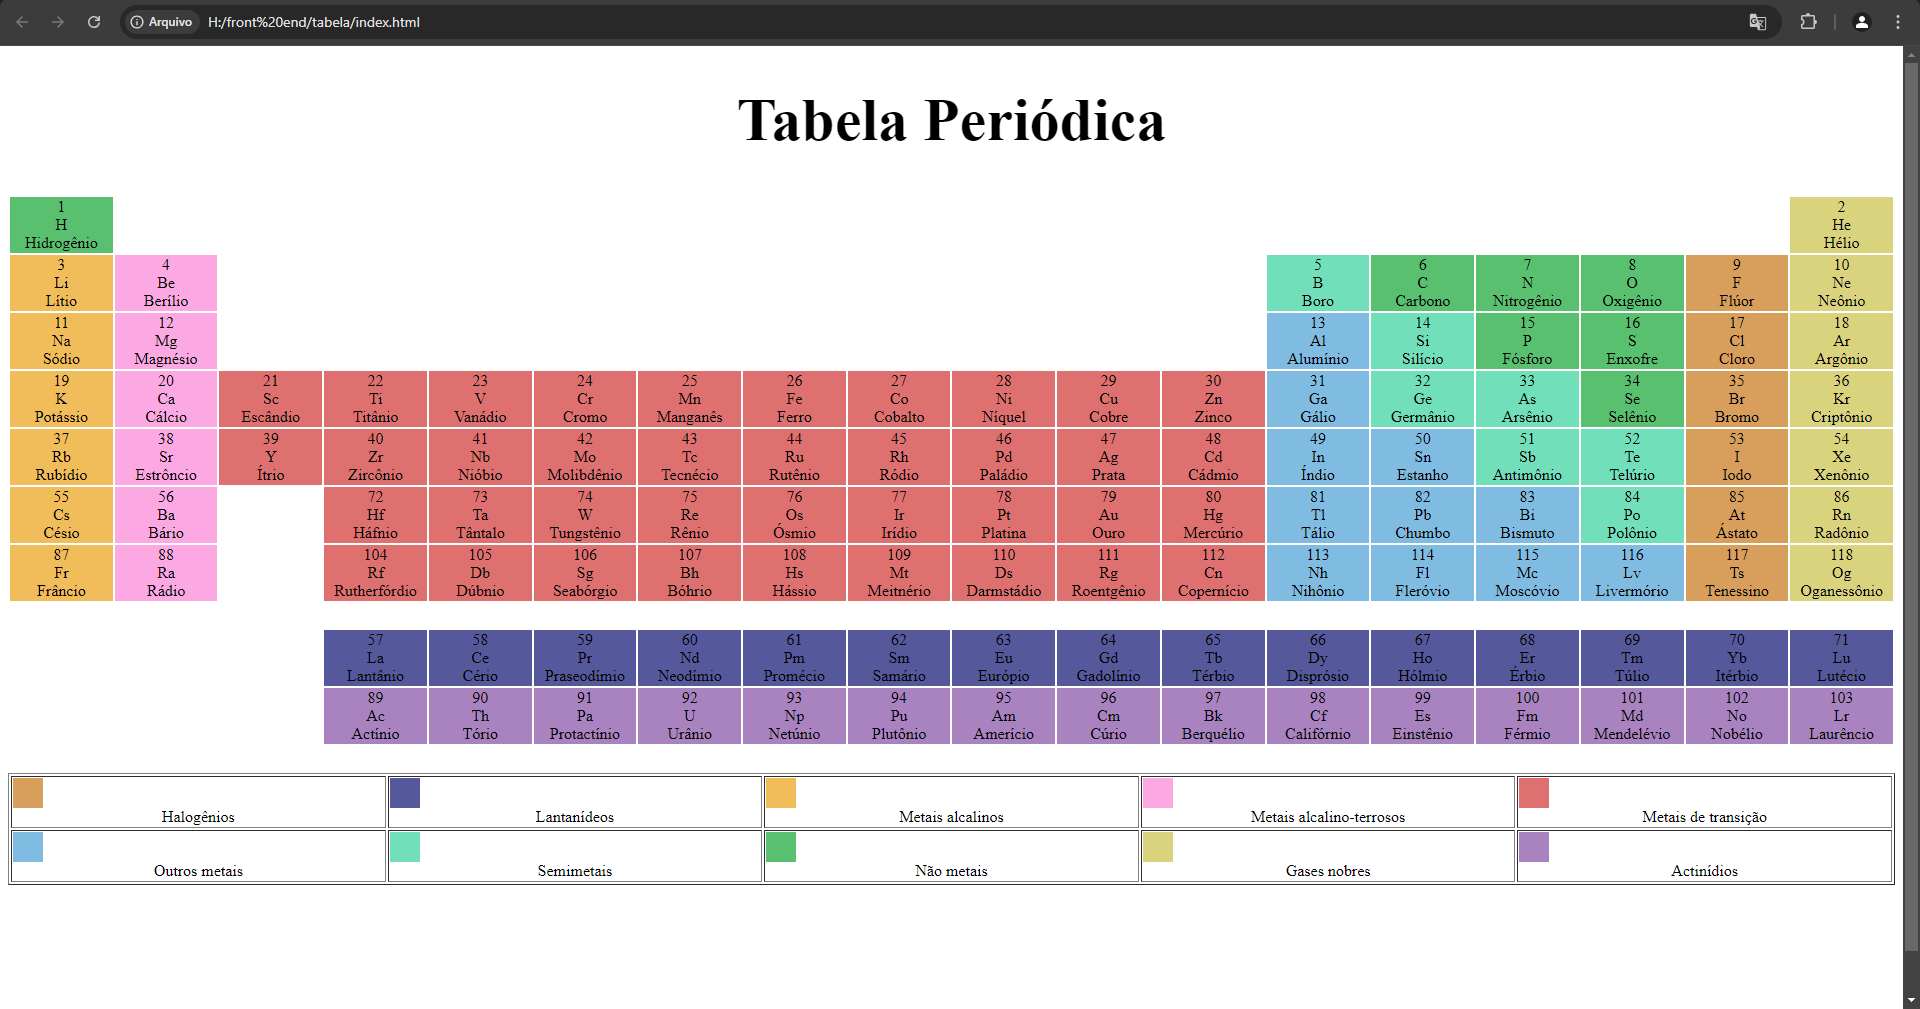 Arquivo H:/front%20end/tabela/index.html
Tabela Periódica
1 2
H He
Hidrogênio Hélio
3 4 5 6 7 8 9 10
Li Be B C N O F Ne
Lítio Berílio Boro Carbono Nitrogênio Oxigênio Flúor Neônio
11 12 13 14 15 16 17 18
Na Mg Al Si P S Cl Ar
Sódio Magnésio Alumínio Silício Fósforo Enxofre Cloro Argônio
19 20 21 22 23 24 25 26 27 28 29 30 31 32 33 34 35 36
K Ca Sc Ti V Cr Mn Fe Co Ni Cu Zn Ga Ge As Se Br Kr
Potássio Cálcio Escândio Titânio Vanádio Cromo Manganês Ferro Cobalto Níquel Cobre Zinco Gálio Germânio Arsênio Selênio Bromo Criptônio
37 38 39 40 41 42 43 44 45 46 47 48 49 50 51 52 53 54
Rb Sr Y Zr Nb Mo Tc Ru Rh Pd Ag Cd In Sn Sb Te I Xe
Rubídio Estrôncio Ítrio Zircônio Nióbio Molibdênio Tecnécio Rutênio Ródio Paládio Prata Cádmio Índio Estanho Antimônio Telúrio Iodo Xenônio
55 56 72 73 74 75 76 77 78 79 80 81 82 83 84 85 86
Cs Ba Hf Ta W Re Os Ir Pt Au Hg Tl Pb Bi Po At Rn
Césio Bário Háfnio Tântalo Tungstênio Rênio Ósmio Irídio Platina Ouro Mercúrio Tálio Chumbo Bismuto Polônio Ástato Radônio
87 88 104 105 106 107 108 109 110 111 112 113 114 115 116 117 118
Fr Ra Rf Db Sg Bh Hs Mt Ds Rg Cn Nh Fl Mc Lv Ts Og
Frâncio Rádio Rutherfórdio Dúbnio Seabórgio Bóhrio Hássio Meitnério Darmstádio Roentgênio Copernício Nihônio Fleróvio Moscóvio Livermório Tenessino Oganessônio
57 58 59 60 61 62 63 64 65 66 67 68 69 70 71
La Ce Pr Nd Pm Sm Eu Gd Tb Dy Ho Er Tm Yb Lu
Lantânio Cério Praseodímio Neodímio Promécio Samário Európio Gadolínio Térbio Disprósio Hólmio Érbio Túlio Itérbio Lutécio
89 90 91 92 93 94 95 96 97 98 99 100 101 102 103
Ac Th Pa U Np Pu Am Cm Bk Cf Es Fm Md No Lr
Actínio Tório Protactínio Urânio Netúnio Plutônio Amerício Cúrio Berquélio Califórnio Einstênio Férmio Mendelévio Nobélio Laurêncio
Halogênios Lantanídeos Metais alcalinos Metais alcalino-terrosos Metais de transição
Outros metais Semimetais Não metais Gases nobres Actinídios